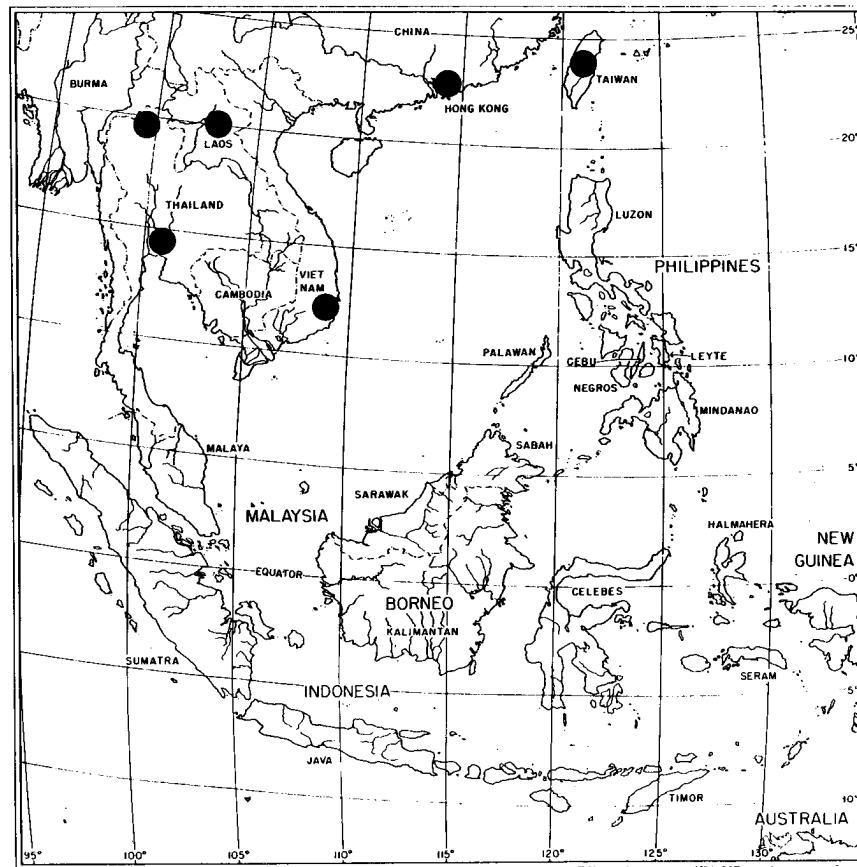 CHINA
25°
BURMA
TAIWAN
HONG KONG
20°
LAOS
THAILAND
LUZON
15°
PHILIPPINES
VIET
NAM
CAMBODIA
PALAWAN
CEBU
LEYTE
10°
NEGROS
MINDANAO
MALAYA
SABAH
5°
SARAWAK
MALAYSIA
HALMAHERA
NEW
GUINEA
EQUATOR
0°
BORNEO
CELEBES
KALIMANTAN
SUMATRA
SERAM
INDONESIA
5°
JAVA
TIMOR
10°
AUSTRALIA
95° 100° 105° 110° 115° 120° 125° 130°